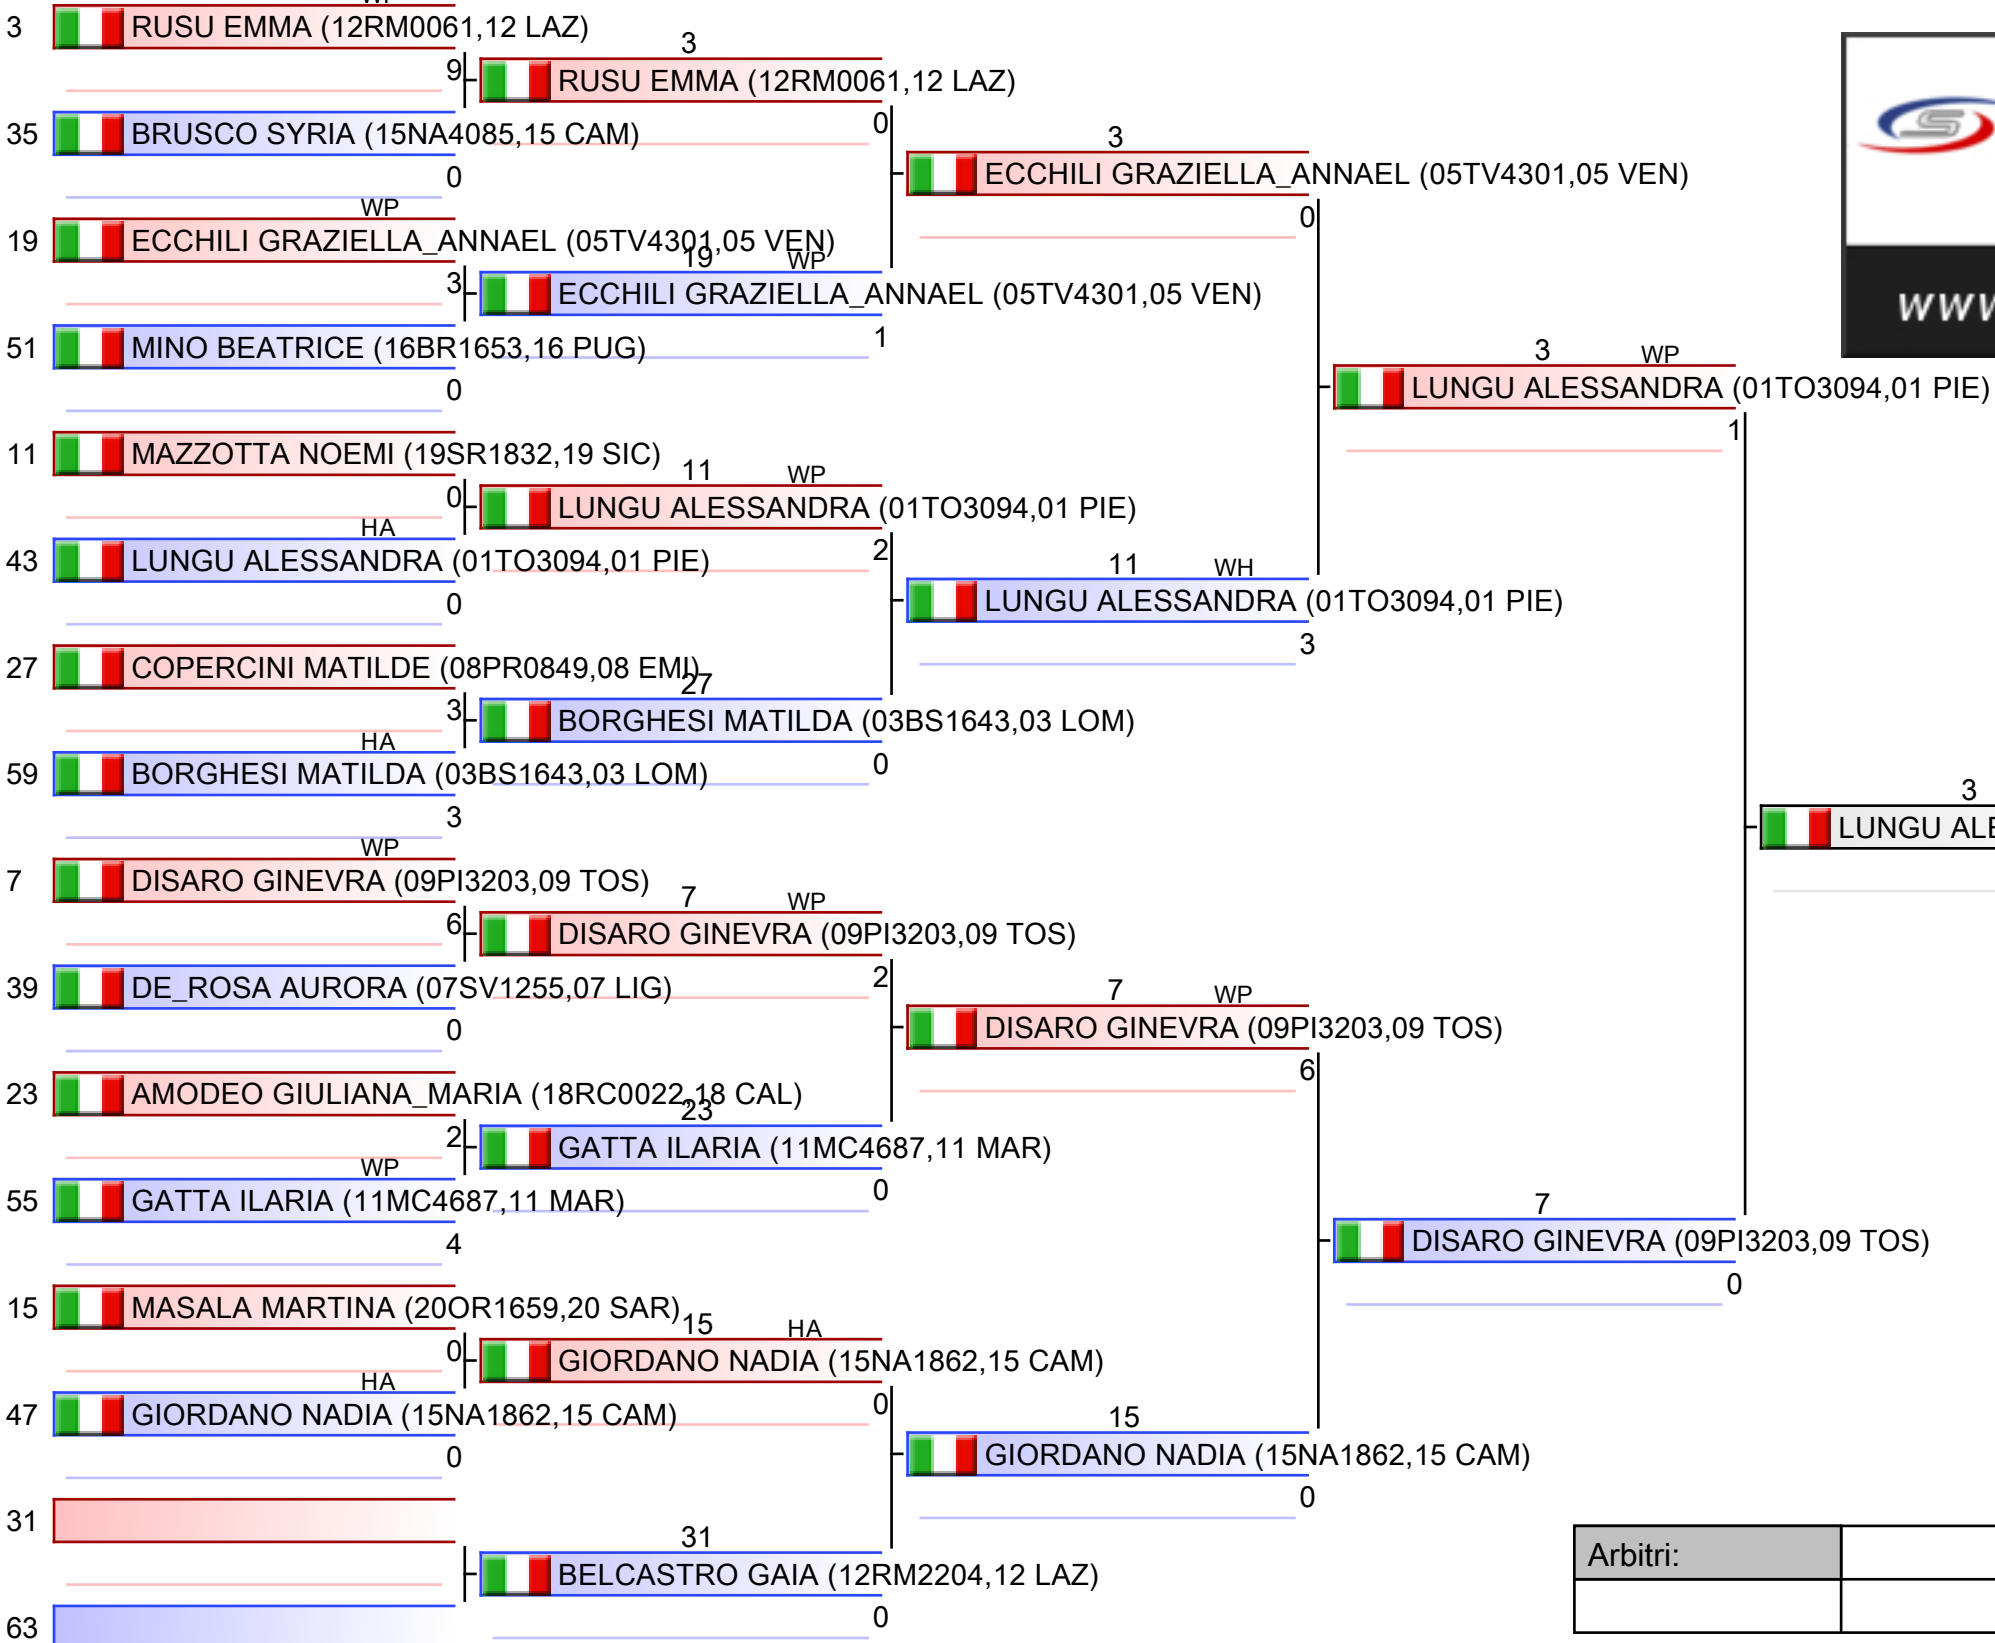 3 RUSU EMMA (12RM0061,12 LAZ)
9
35 BRUSCO SYRIA (15NA4085,15 CAM)
0
WP
19 ECCHILI GRAZIELLA_ANNAEL (05TV4301,05 VEN)
3
51 MINO BEATRICE (16BR1653,16 PUG)
0
11 MAZZOTTA NOEMI (19SR1832,19 SIC)
0
HA
43 LUNGU ALESSANDRA (01TO3094,01 PIE)
0
27 COPERCINI MATILDE (08PR0849,08 EMI)
3
HA
59 BORGHESI MATILDA (03BS1643,03 LOM)
3
WP
7 DISARO GINEVRA (09PI3203,09 TOS)
6
39 DE_ROSA AURORA (07SV1255,07 LIG)
0
23 AMODEO GIULIANA_MARIA (18RC0022,18 CAL)
2
WP
55 GATTA ILARIA (11MC4687,11 MAR)
4
15 MASALA MARTINA (20OR1659,20 SAR)
0
HA
47 GIORDANO NADIA (15NA1862,15 CAM)
0
31
63
3
RUSU EMMA (12RM0061,12 LAZ)
0
19 WP
ECCHILI GRAZIELLA_ANNAEL (05TV4301,05 VEN)
1
11 WP
LUNGU ALESSANDRA (01TO3094,01 PIE)
2
27
BORGHESI MATILDA (03BS1643,03 LOM)
0
7 WP
DISARO GINEVRA (09PI3203,09 TOS)
2
23
GATTA ILARIA (11MC4687,11 MAR)
0
15 HA
GIORDANO NADIA (15NA1862,15 CAM)
0
31
BELCASTRO GAIA (12RM2204,12 LAZ)
0
3
ECCHILI GRAZIELLA_ANNAEL (05TV4301,05 VEN)
0
11 WH
LUNGU ALESSANDRA (01TO3094,01 PIE)
3
7 WP
DISARO GINEVRA (09PI3203,09 TOS)
6
15
GIORDANO NADIA (15NA1862,15 CAM)
0
3 WP
LUNGU ALESSANDRA (01TO3094,01 PIE)
1
7
DISARO GINEVRA (09PI3203,09 TOS)
0
3
LUNGU ALE
S
www
Arbitri: